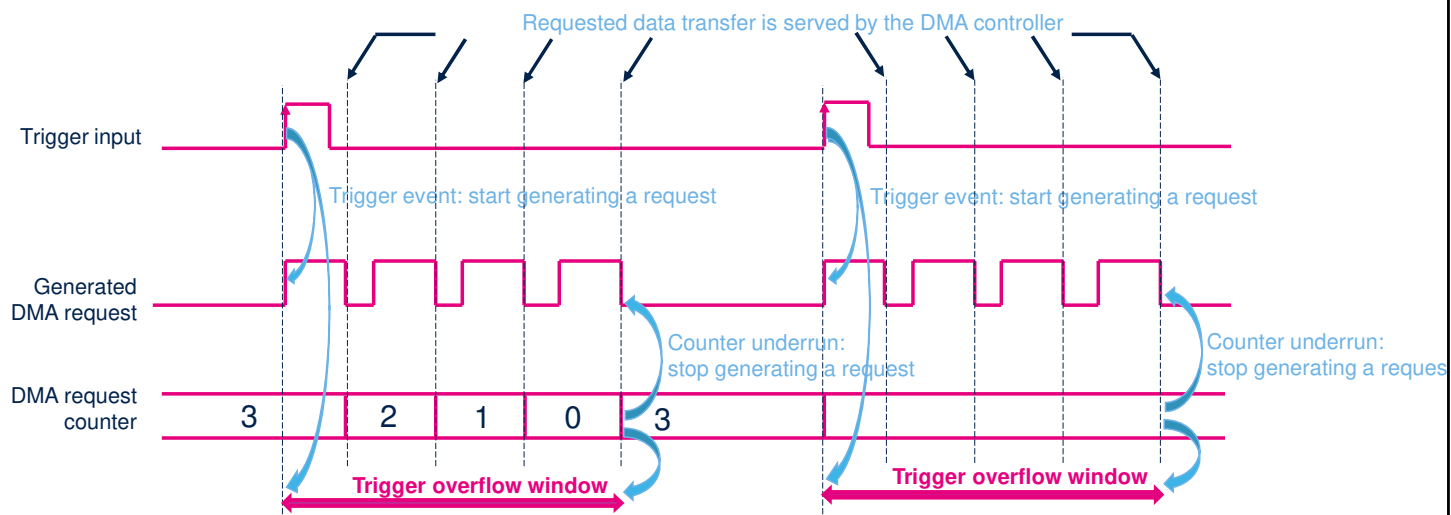 Requested data transfer is served by the DMA controller
Trigger input
Trigger event: start generating a request
Trigger event: start generating a request
Generated
DMA request
Counter underrun:
stop generating a request
Counter underrun:
stop generating a reques
DMA request
counter
3
2
1
0
3
Trigger overflow window
Trigger overflow window